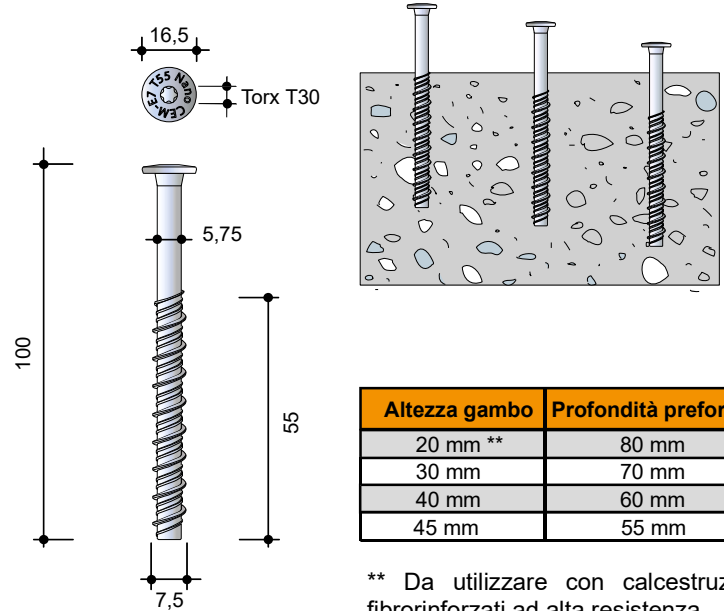 16,5
CEM-E7 T55 Nano
Torx T30
5,75
100
55
7,5
Altezza gambo Profondità prefor
20 mm ** 80 mm
30 mm 70 mm
40 mm 60 mm
45 mm 55 mm
** Da utilizzare con calcestruz
fibrorinforzati ad alta resistenza